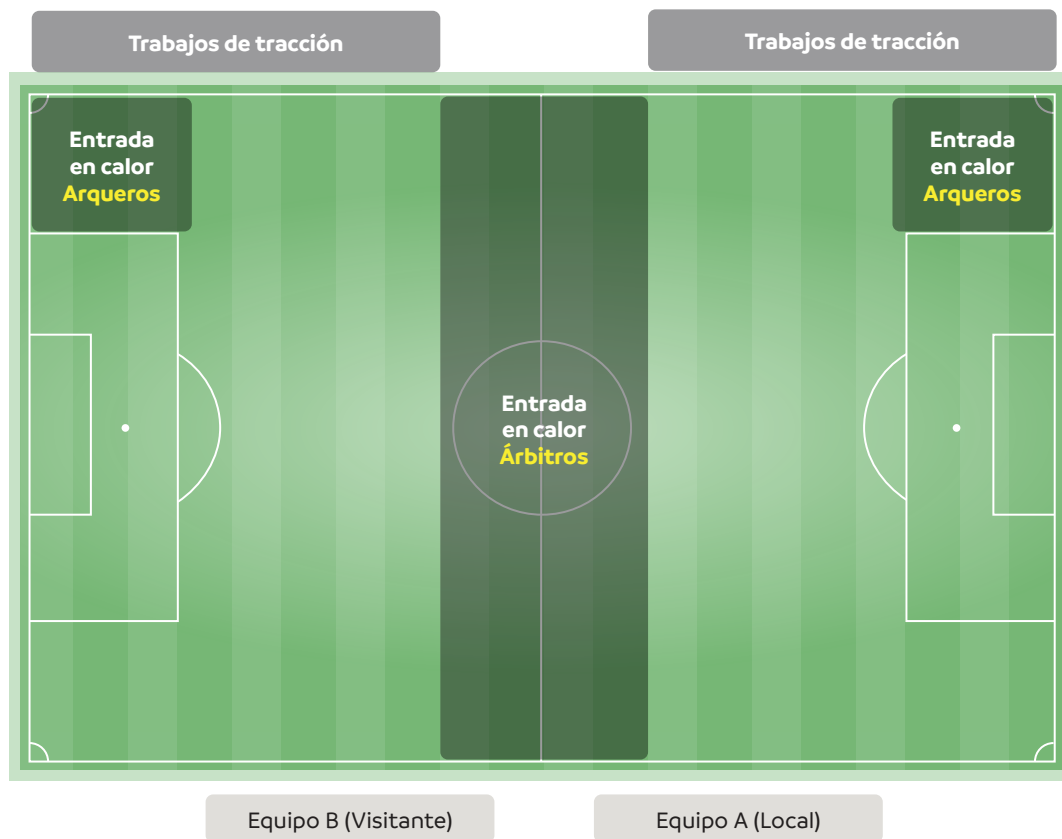 Trabajos de tracción
Trabajos de tracción
Entrada
en calor
Arqueros
Entrada
en calor
Arqueros
Entrada
en calor
Árbitros
Equipo B (Visitante)
Equipo A (Local)